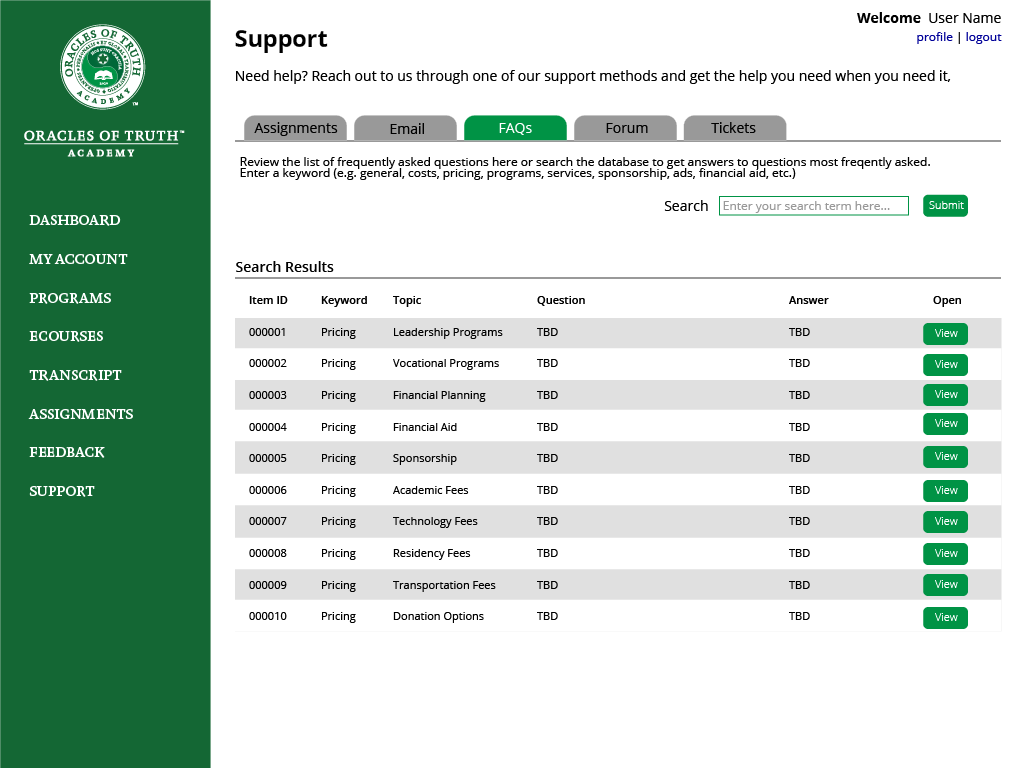 ORACLES OF TRUTH
ACADEMY
ORACLES OF TRUTH™
ACADEMY
DASHBOARD
MY ACCOUNT
PROGRAMS
ECOURSES
TRANSCRIPT
ASSIGNMENTS
FEEDBACK
SUPPORT
Welcome User Name
profile | logout
Support
Need help? Reach out to us through one of our support methods and get the help you need when you need it,
Assignments Email FAQs Forum Tickets
Review the list of frequently asked questions here or search the database to get answers to questions most freqently asked.
Enter a keyword (e.g. general, costs, pricing, programs, services, sponsorship, ads, financial aid, etc.)
Search Enter your search term here... Submit
Search Results
Item ID Keyword Topic Question Answer Open
000001 Pricing Leadership Programs TBD TBD View
000002 Pricing Vocational Programs TBD TBD View
000003 Pricing Financial Planning TBD TBD View
000004 Pricing Financial Aid TBD TBD View
000005 Pricing Sponsorship TBD TBD View
000006 Pricing Academic Fees TBD TBD View
000007 Pricing Technology Fees TBD TBD View
000008 Pricing Residency Fees TBD TBD View
000009 Pricing Transportation Fees TBD TBD View
000010 Pricing Donation Options TBD TBD View